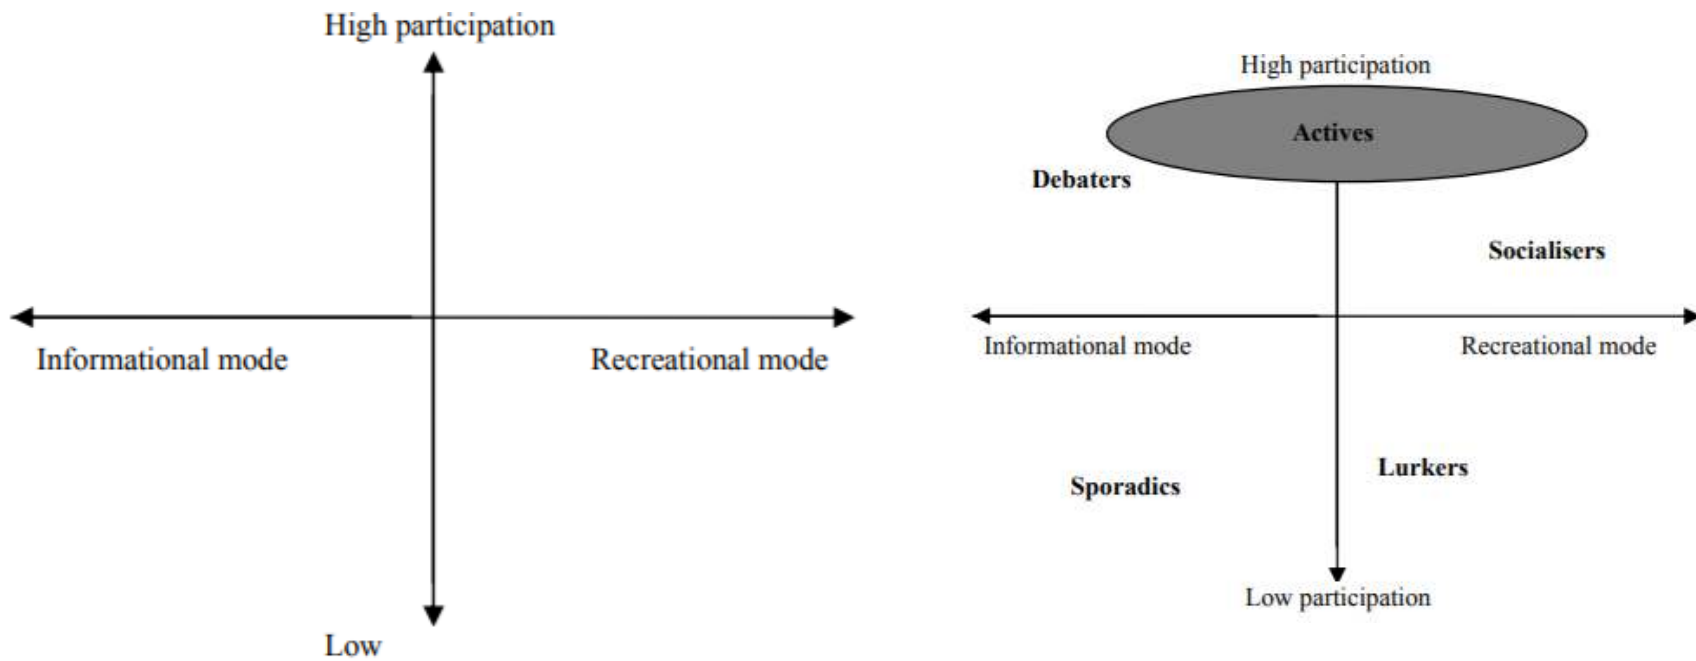 High participation
Informational mode
Recreational mode
Low
High participation
Actives
Debaters
Socialisers
Informational mode
Recreational mode
Lurkers
Sporadics
Low participation